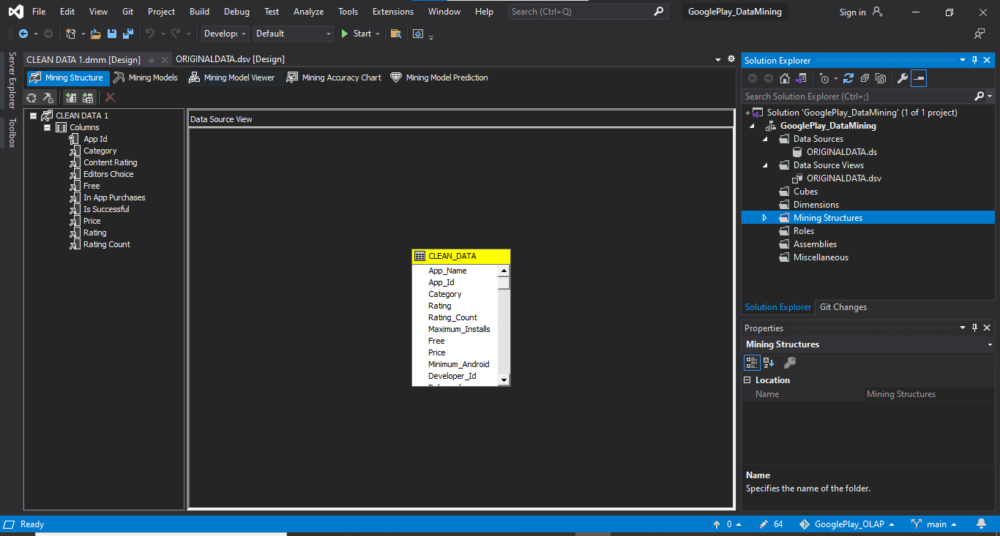 File Edit View Git Project Build Debug Test Analyze Tools Extensions Window Help Search (Ctrl+Q) GooglePlay_DataMining Sign in
Default Start
Server Explorer
Toolbox
CLEAN DATA 1.dmm [Design] ORIGINALDATA.dsv [Design]
Mining Structure Mining Models Mining Model Viewer Mining Accuracy Chart Mining Model Prediction
CLEAN DATA 1
Columns
App Id
Category
Content Rating
Editors Choice
Free
In App Purchases
Is Successful
Price
Rating
Rating Count
Data Source View
CLEAN_DATA
App_Name
App_Id
Category
Rating
Rating_Count
Maximum_Installs
Free
Price
Minimum_Android
Developer_Id
Solution Explorer
Search Solution Explorer (Ctrl+;)
Solution 'GooglePlay_DataMining' (1 of 1 project)
GooglePlay_DataMining
Data Sources
ORIGINALDATA.ds
Data Source Views
ORIGINALDATA.dsv
Cubes
Dimensions
Mining Structures
Roles
Assemblies
Miscellaneous
Solution Explorer Git Changes
Properties
Mining Structures
Location
Name Mining Structures
Name
Specifies the name of the folder.
Ready 0 64 GooglePlay_OLAP main